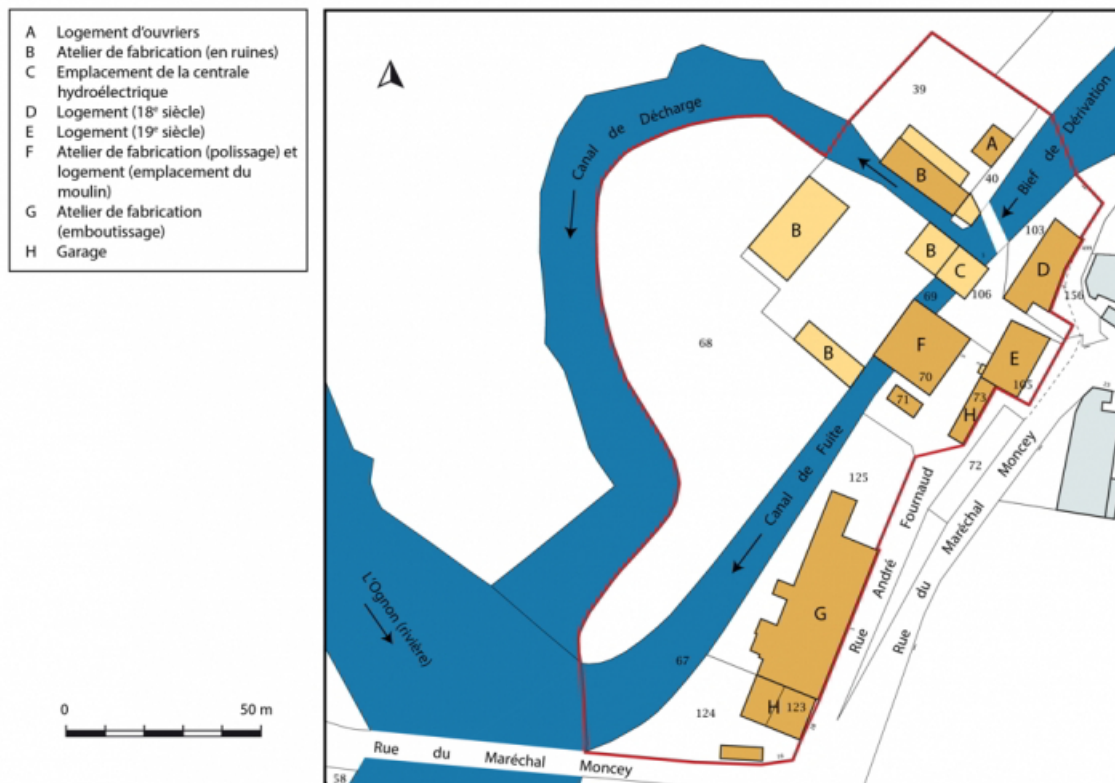 A Logement d'ouvriers
B Atelier de fabrication (en ruines)
C Emplacement de la centrale
hydroélectrique
D Logement (18e siècle)
E Logement (19e siècle)
F Atelier de fabrication (polissage) et
logement (emplacement du
moulin)
G Atelier de fabrication
(emboutissage)
H Garage
39
Canal de Décharge
A
B
40
Bief de Dérivation
103
B
B
C
D
106
156
69
68
F
E
B
70
105
71
73
H
72
125
Canal de Fuite
Rue André Fournaud
Rue du Maréchal Moncey
L'Ognon (rivière)
G
67
124
H
123
0 50 m
Rue du Maréchal Moncey
58